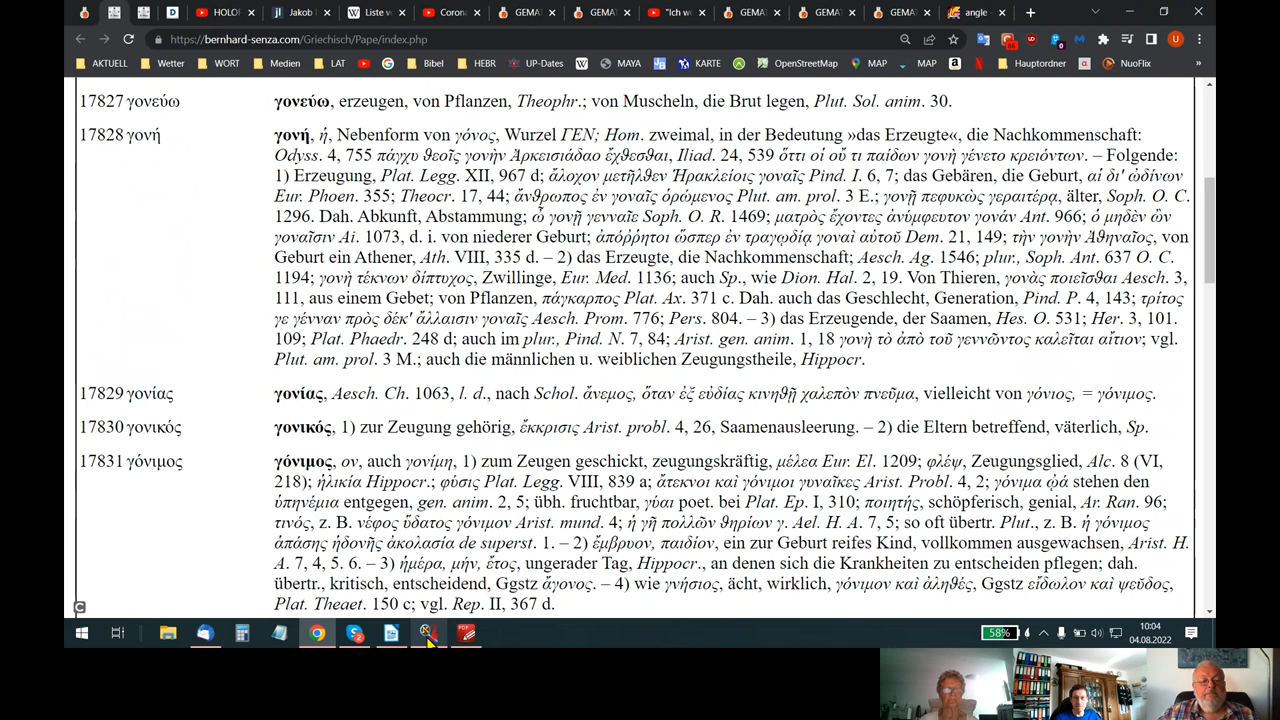 HOLOF
Jakob l
Liste v
Coron
GEMA
GEMA
"Ich w
GEMA
GEMA
GEMA
angle -
https://bernhard-senza.com/Griechisch/Pape/index.php
AKTUELL Wetter WORT Medien LAT Bibel HEBR UP-Dates MAYA KARTE OpenStreetMap MAP MAP Hauptordner NuoFlix »
17827 γονεύω γονεύω, erzeugen, von Pflanzen, Theophr.; von Muscheln, die Brut legen, Plut. Sol. anim. 30.
17828 γονή γονή, ἡ, Nebenform von γόνος, Wurzel ΓΕΝ; Hom. zweimal, in der Bedeutung »das Erzeugte«, die Nachkommenschaft:
Odyss. 4, 755 πάγχυ θεοῖς γονὴν Ἀρκεισιάδαο ἔχθεσθαι, Iliad. 24, 539 ὅττι οἱ οὔ τι παίδων γονὴ γένετο κρειόντων. – Folgende:
1) Erzeugung, Plat. Legg. XII, 967 d; ἄλοχον μετῆλθεν Ἡρακλείοις γοναῖς Pind. I. 6, 7; das Gebären, die Geburt, αἱ δι' ὠδίνων
Eur. Phoen. 355; Theocr. 17, 44; ἄνθρωπος ἐν γοναῖς ὁρώμενος Plut. am. prol. 3 E.; γονῇ πεφυκὼς γεραιτέρα, älter, Soph. O. C.
1296. Dah. Abkunft, Abstammung; ὦ γονῇ γενναῖε Soph. O. R. 1469; ματρὸς ἔχοντες ἀνύμφευτον γονάν Ant. 966; ὁ μηδὲν ὢν
γοναῖσιν Ai. 1073, d. i. von niederer Geburt; ἀπόῤῥητοι ὥσπερ ἐν τραγῳδίᾳ γοναὶ αὐτοῦ Dem. 21, 149; τὴν γονὴν Ἀθηναῖος, von
Geburt ein Athener, Ath. VIII, 335 d. – 2) das Erzeugte, die Nachkommenschaft; Aesch. Ag. 1546; plur., Soph. Ant. 637 O. C.
1194; γονὴ τέκνων δίπτυχος, Zwillinge, Eur. Med. 1136; auch Sp., wie Dion. Hal. 2, 19. Von Thieren, γονὰς ποιεῖσθαι Aesch. 3,
111, aus einem Gebet; von Pflanzen, πάγκαρπος Plat. Ax. 371 c. Dah. auch das Geschlecht, Generation, Pind. P. 4, 143; τρίτος
γε γένναν πρὸς δέκ' ἄλλαισιν γοναῖς Aesch. Prom. 776; Pers. 804. – 3) das Erzeugende, der Saamen, Hes. O. 531; Her. 3, 101.
109; Plat. Phaedr. 248 d; auch im plur., Pind. N. 7, 84; Arist. gen. anim. 1, 18 γονὴ τὸ ἀπὸ τοῦ γεννῶντος καλεῖται αἴτιον; vgl.
Plut. am. prol. 3 M.; auch die männlichen u. weiblichen Zeugungstheile, Hippocr.
17829 γονίας γονίας, Aesch. Ch. 1063, l. d., nach Schol. ἄνεμος, ὅταν ἐξ εὐδίας κινηθῇ χαλεπὸν πνεῦμα, vielleicht von γόνιος, = γόνιμος.
17830 γονικός γονικός, 1) zur Zeugung gehörig, ἔκκρισις Arist. probl. 4, 26, Saamenausleerung. – 2) die Eltern betreffend, väterlich, Sp.
17831 γόνιμος γόνιμος, ον, auch γονίμη, 1) zum Zeugen geschickt, zeugungskräftig, μέλεα Eur. El. 1209; φλέψ, Zeugungsglied, Alc. 8 (VI,
218); ἡλικία Hippocr.; φύσις Plat. Legg. VIII, 839 a; ἄτεκνοι καὶ γόνιμοι γυναῖκες Arist. Probl. 4, 2; γόνιμα ᾠά stehen den
ὑπηνέμια entgegen, gen. anim. 2, 5; übh. fruchtbar, γύαι poet. bei Plat. Ep. I, 310; ποιητής, schöpferisch, genial, Ar. Ran. 96;
τινός, z. B. νέφος ὕδατος γόνιμον Arist. mund. 4; ἡ γῆ πολλῶν θηρίων γ. Ael. H. A. 7, 5; so oft übertr. Plut., z. B. ἡ γόνιμος
ἁπάσης ἡδονῆς ἀκολασία de superst. 1. – 2) ἔμβρυον, παιδίον, ein zur Geburt reifes Kind, vollkommen ausgewachsen, Arist. H.
A. 7, 4, 5. 6. – 3) ἡμέρα, μήν, ἔτος, ungerader Tag, Hippocr., an denen sich die Krankheiten zu entscheiden pflegen; dah.
übertr., kritisch, entscheidend, Ggstz ἄγονος. – 4) wie γνήσιος, ächt, wirklich, γόνιμον καὶ ἀληθές, Ggstz εἴδωλον καὶ ψεῦδος,
Plat. Theaet. 150 c; vgl. Rep. II, 367 d.
58%
10:04
04.08.2022